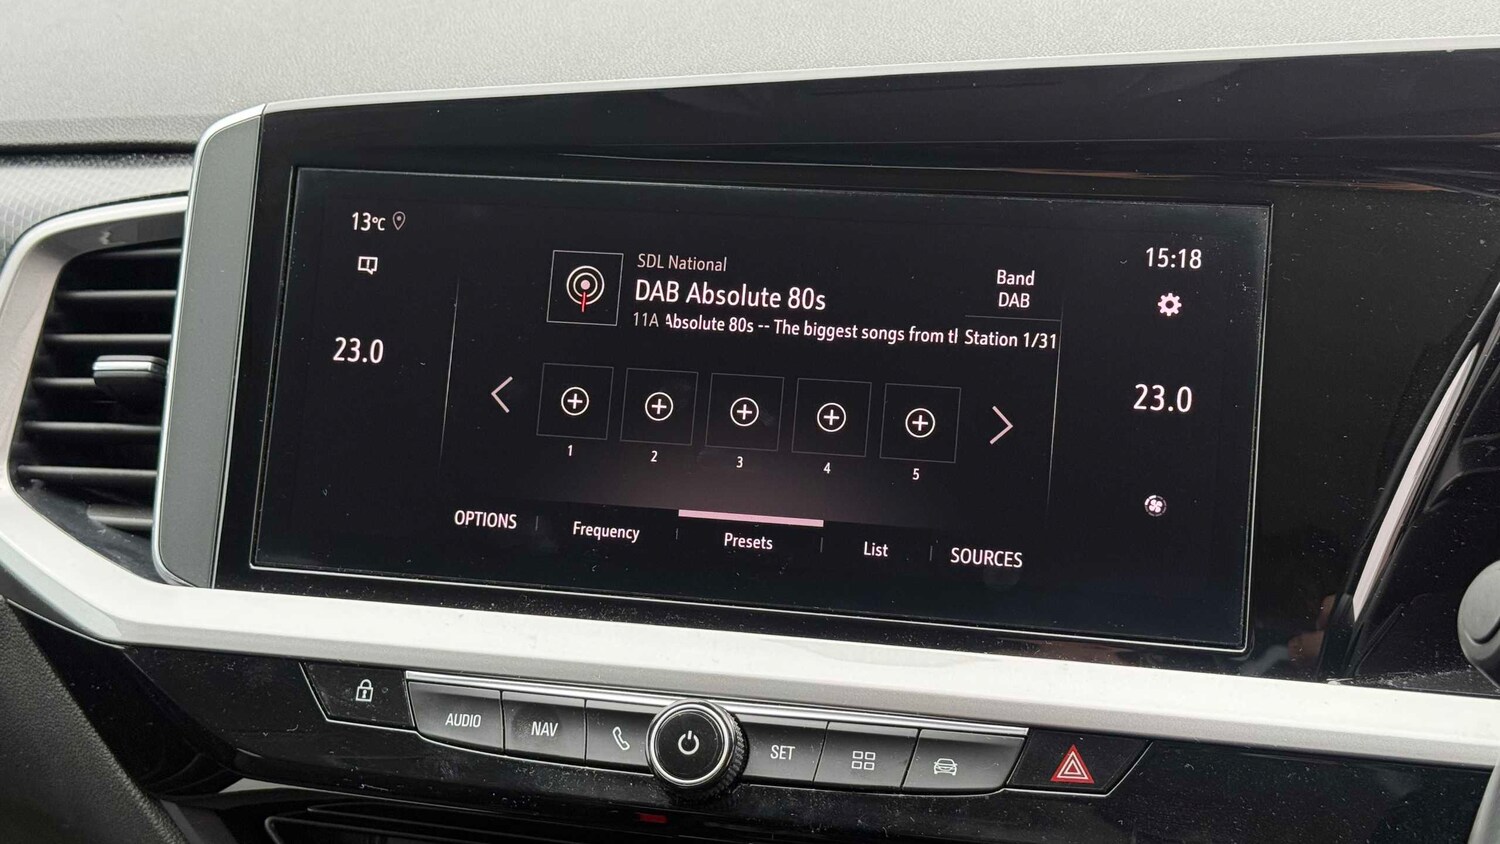 13°C
23.0
SDL National
DAB Absolute 80s
11A Absolute 80s -- The biggest songs from tl
Station 1/31
Band
DAB
15:18
23.0
1 2 3 4 5
OPTIONS Frequency Presets List SOURCES
AUDIO NAV SET